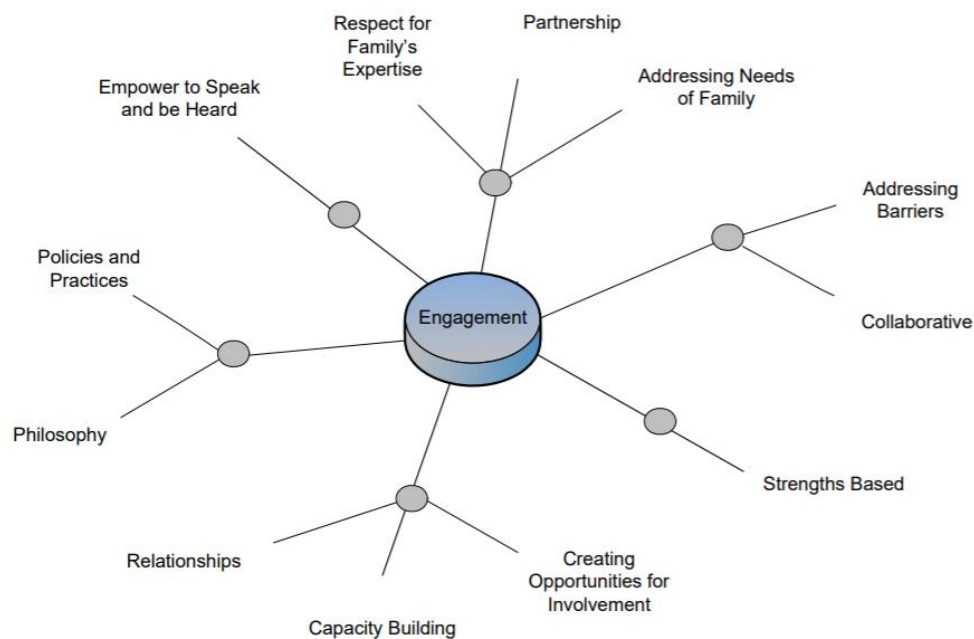 Respect for
Family's
Expertise
Partnership
Addressing Needs
of Family
Empower to Speak
and be Heard
Addressing
Barriers
Policies and
Practices
Engagement
Collaborative
Philosophy
Strengths Based
Relationships
Creating
Opportunities for
Involvement
Capacity Building